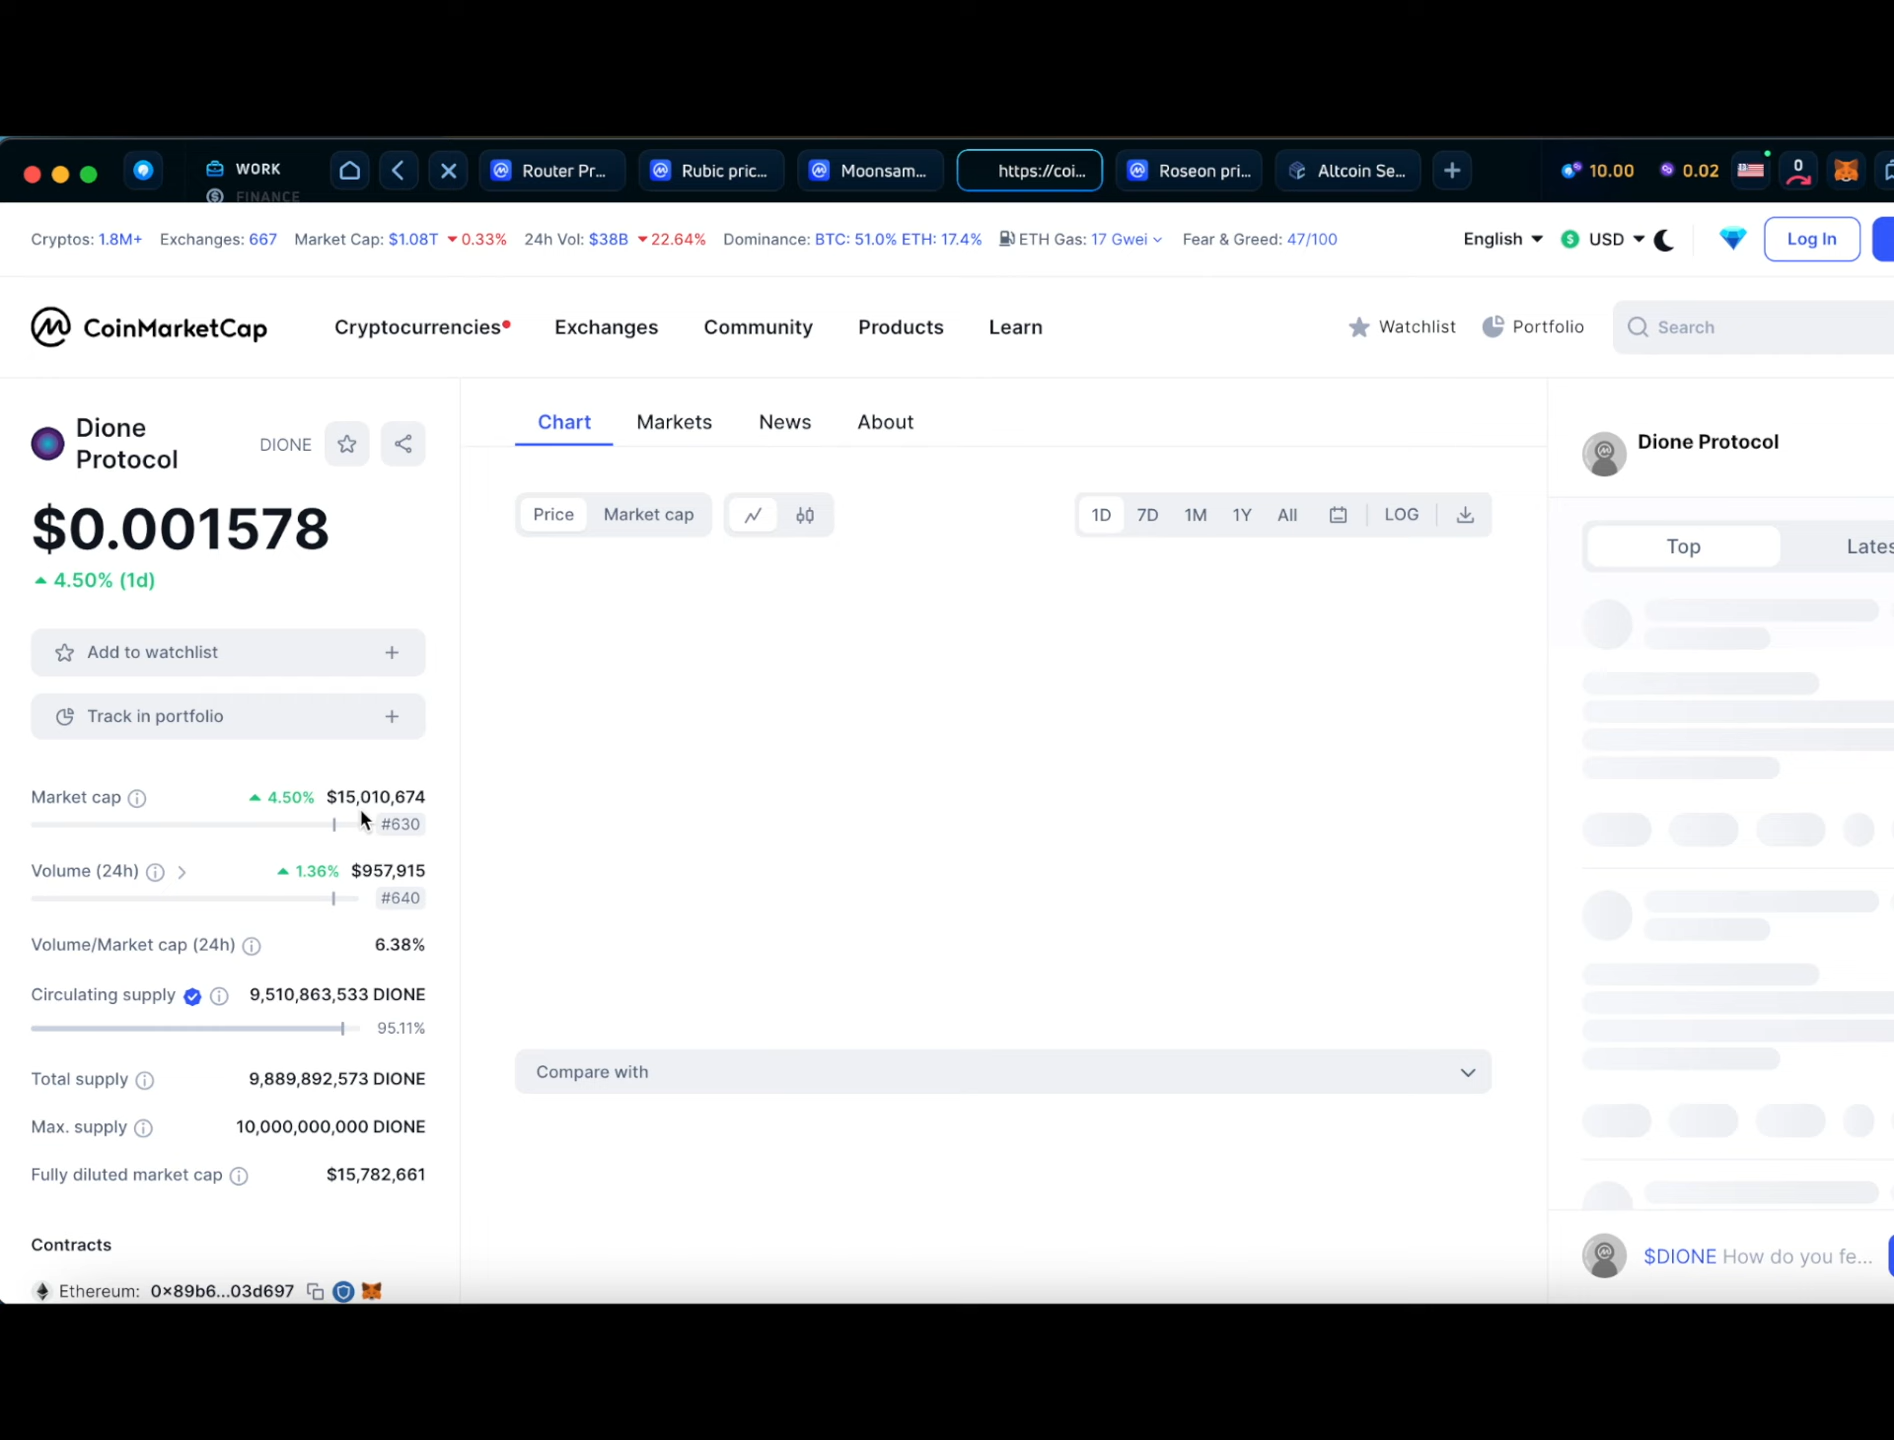 WORK
FINANCE
Router Pr...
Rubic pric...
Moonsam...
https://coi...
Roseon pri...
Altcoin Se...
10.00
0.02
0
Cryptos: 1.8M+ Exchanges: 667 Market Cap: $1.08T 0.33% 24h Vol: $38B 22.64% Dominance: BTC: 51.0% ETH: 17.4% ETH Gas: 17 Gwei Fear & Greed: 47/100
English USD Log In
CoinMarketCap
Cryptocurrencies Exchanges Community Products Learn
Watchlist Portfolio Search
Dione
Protocol
DIONE
$0.001578
4.50% (1d)
Add to watchlist
Track in portfolio
Market cap 4.50% $15,010,674
#630
Volume (24h) 1.36% $957,915
#640
Volume/Market cap (24h) 6.38%
Circulating supply 9,510,863,533 DIONE
95.11%
Total supply 9,889,892,573 DIONE
Max. supply 10,000,000,000 DIONE
Fully diluted market cap $15,782,661
Contracts
Ethereum: 0x89b6...03d697
Chart Markets News About
Price Market cap
1D 7D 1M 1Y All LOG
Compare with
Dione Protocol
Top Lates
$DIONE How do you fe...